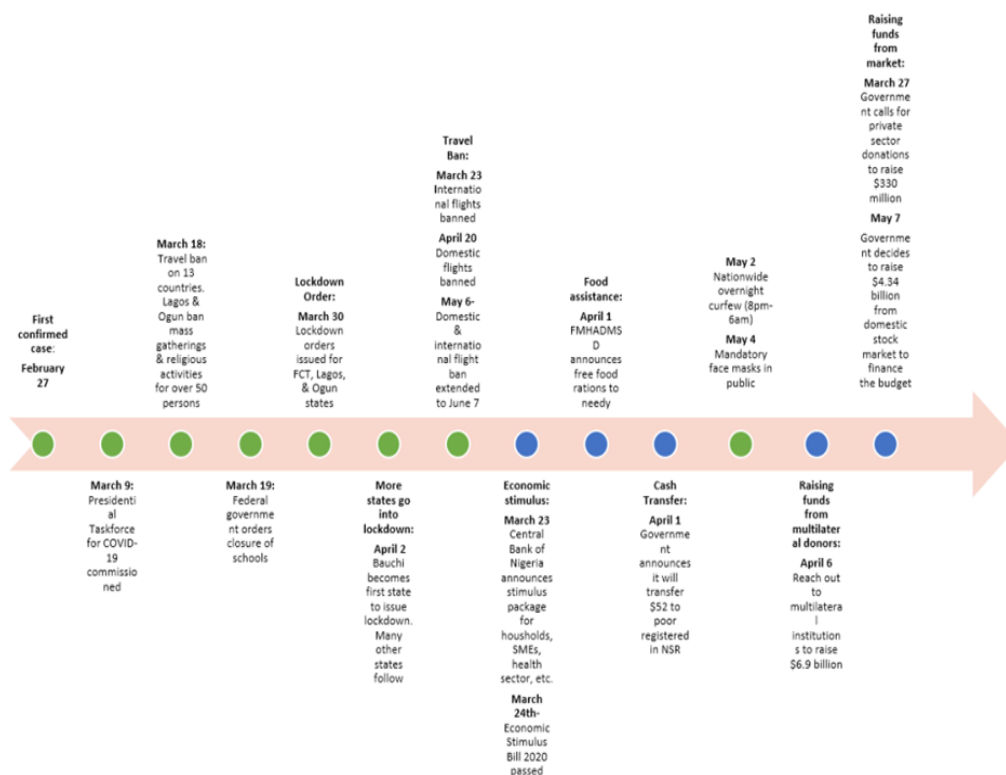 First
confirmed
case:
February
27
March 9:
Presidenti
al
Taskforce
for COVID-
19
commissio
ned
March 18:
Travel ban
on 13
countries.
Lagos &
Ogun ban
mass
gatherings
& religious
activities
for over 50
persons
March 19:
Federal
governme
nt orders
closure of
schools
Lockdown
Order:
March 30
Lockdown
orders
issued for
FCT, Lagos,
& Ogun
states
More
states go
into
lockdown:
April 2
Bauchi
becomes
first state
to issue
lockdown.
Many
other
states
follow
Travel
Ban:
March 23
Internatio
nal flights
banned
April 20
Domestic
flights
banned
May 6-
Domestic
&
internatio
nal flight
ban
extended
to June 7
Economic
stimulus:
March 23
Central
Bank of
Nigeria
announces
stimulus
package
for
housholds,
SMEs,
health
sector, etc.
March
24th-
Economic
Stimulus
Bill 2020
passed
Food
assistance:
April 1
FMHADMS
D
announces
free food
rations to
needy
Cash
Transfer:
April 1
Governme
nt
announces
it will
transfer
$52 to
poor
registered
in NSR
May 2
Nationwide
overnight
curfew (8pm-
6am)
May 4
Mandatory
face masks in
public
Raising
funds
from
multilater
al donors:
April 6
Reach out
to
multilatera
l
institution
s to raise
$6.9 billion
Raising
funds
from
market:
March 27
Governme
nt calls for
private
sector
donations
to raise
$330
million
May 7
Governme
nt decides
to raise
$4.34
billion
from
domestic
stock
market to
finance
the budget